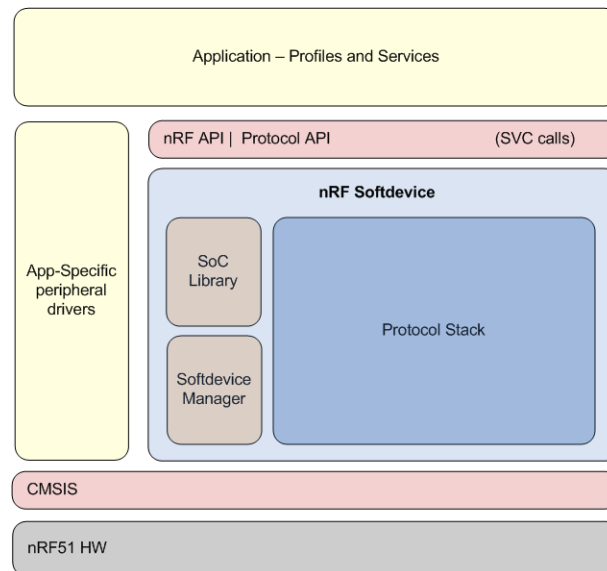 Application – Profiles and Services
nRF API | Protocol API (SVC calls)
nRF Softdevice
App-Specific
peripheral
drivers
SoC
Library
Protocol Stack
Softdevice
Manager
CMSIS
nRF51 HW